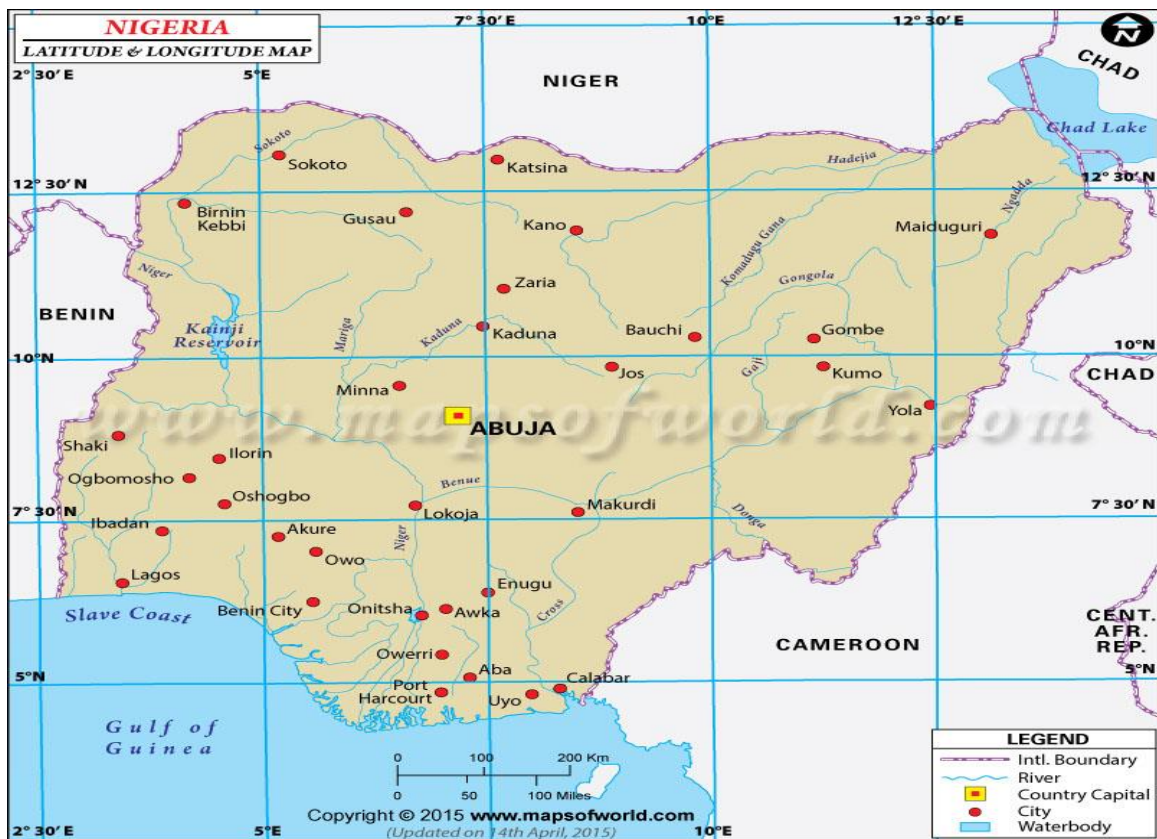 NIGERIA
LATITUDE & LONGITUDE MAP
2° 30' E
5°E
7° 30'E
10°E
12° 30'E
N
CHAD
NIGER
Chad Lake
Sokoto
Sokoto
Katsina
Hadejia
12° 30' N
12° 30' N
Birnin
Kebbi
Gusau
Kano
Maiduguri
Ngadda
Komadugu Gana
Niger
Zaria
Gongola
BENIN
Kainji
Reservoir
Mariga
Kaduna
Kaduna
Bauchi
Gombe
10°N
10°N
Minna
Jos
Gaji
Kumo
CHAD
Yola
www.mapsofworld.com
ABUJA
Shaki
Ilorin
Ogbomosho
Oshogbo
Benue
Lokoja
Makurdi
7° 30' N
7° 30' N
Ibadan
Akure
Niger
Donga
Owo
Lagos
Enugu
Slave Coast
Benin City
Onitsha
Awka
Cross
CENT.
AFR.
REP.
CAMEROON
Owerri
Aba
5°N
5°N
Port
Harcourt
Uyo
Calabar
Gulf of
Guinea
LEGEND
Intl. Boundary
River
Country Capital
City
Waterbody
0 100 200 Km
0 50 100 Miles
Copyright © 2015 www.mapsofworld.com
(Updated on 14th April, 2015)
2° 30' E
5°E
7° 30'E
10°E
12° 30'E